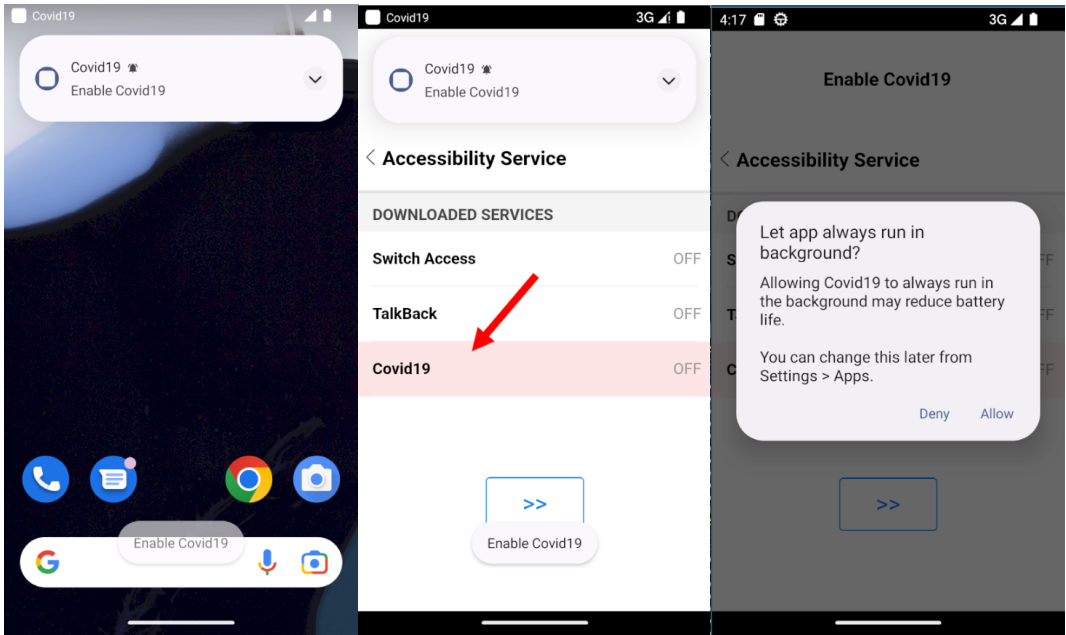 Covid19
Covid19
Enable Covid19
Enable Covid19
Covid19
3G
Covid19
Enable Covid19
Accessibility Service
DOWNLOADED SERVICES
Switch Access OFF
TalkBack OFF
Covid19 OFF
>>
Enable Covid19
4:17
3G
Enable Covid19
Accessibility Service
D
S FF
T FF
C FF
Let app always run in
background?
Allowing Covid19 to always run in
the background may reduce battery
life.
You can change this later from
Settings > Apps.
Deny Allow
>>